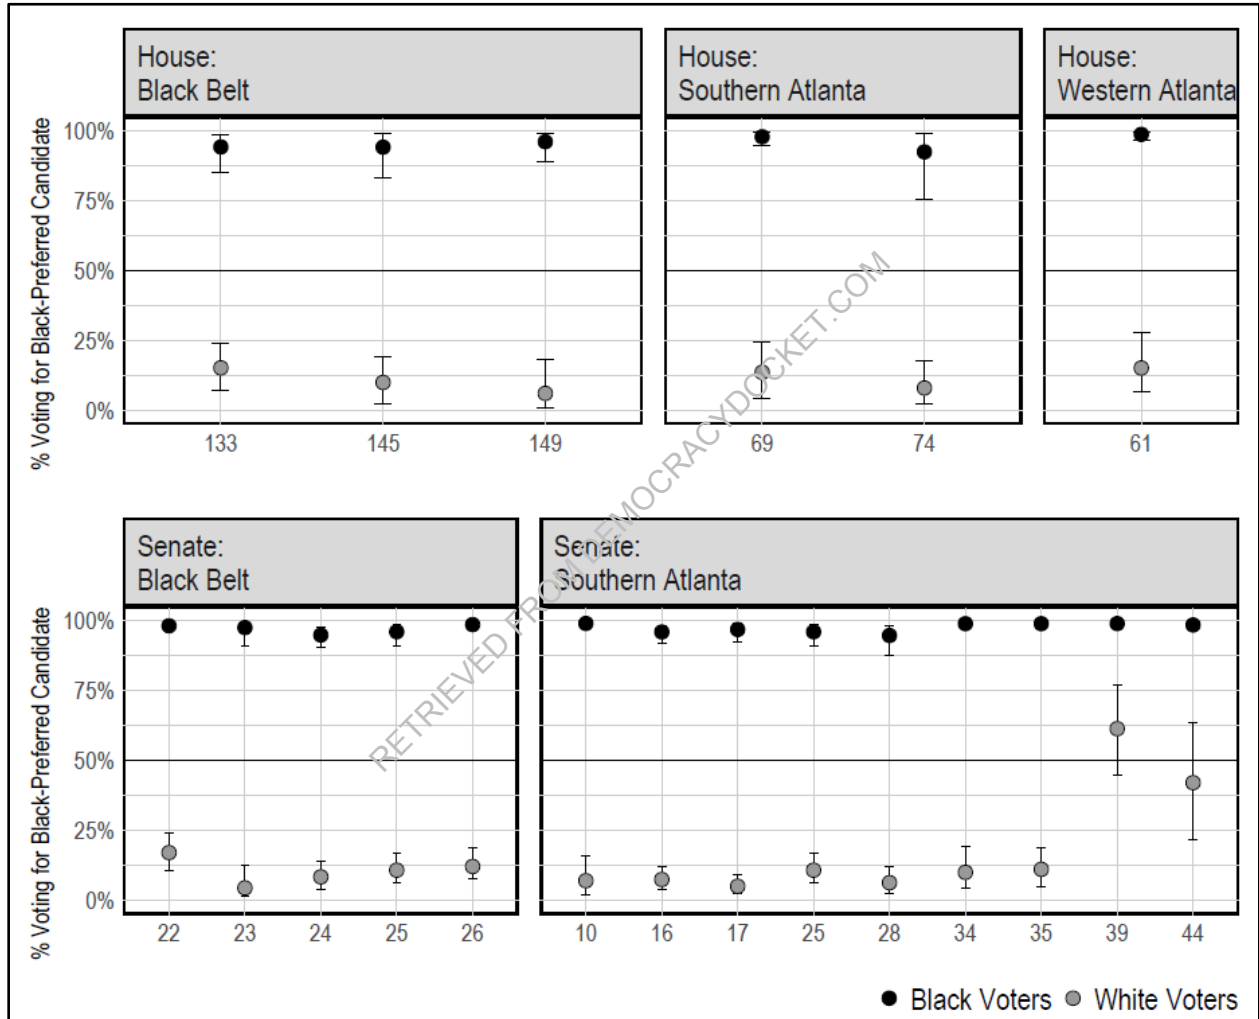 House:
Black Belt
House:
Southern Atlanta
House:
Western Atlanta
% Voting for Black-Preferred Candidate
100%
75%
50%
25%
0%
133 145 149 69 74 61
Senate:
Black Belt
Senate:
Southern Atlanta
% Voting for Black-Preferred Candidate
100%
75%
50%
25%
0%
22 23 24 25 26 10 16 17 25 28 34 35 39 44
Black Voters White Voters
RETRIEVED FROM DEMOCRACYDOCKET.COM